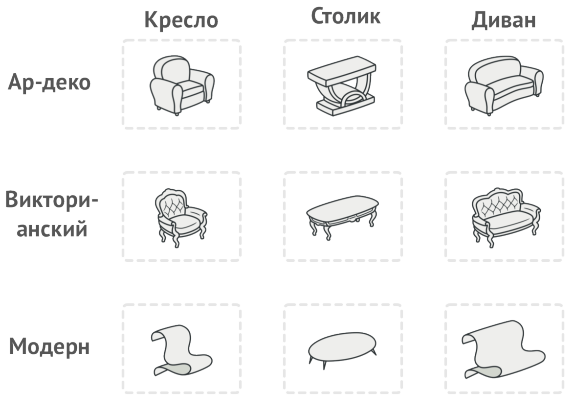 Кресло Столик Диван
Ар-деко
Виктори-
анский
Модерн